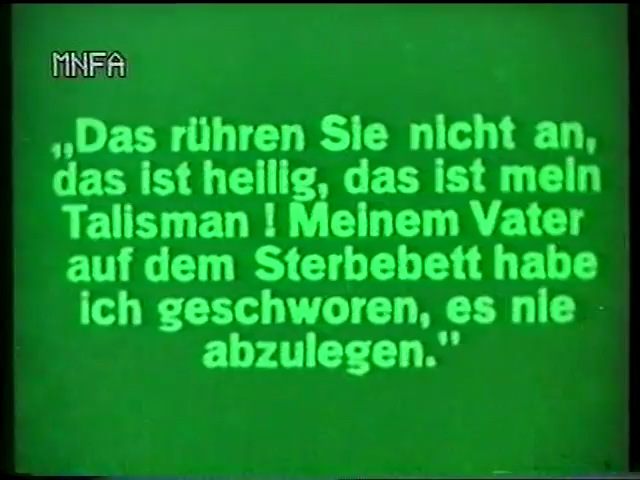 MNFA
„Das rühren Sie nicht an,
das ist heilig, das ist mein
Talisman ! Meinem Vater
auf dem Sterbebett habe
ich geschworen, es nie
abzulegen."